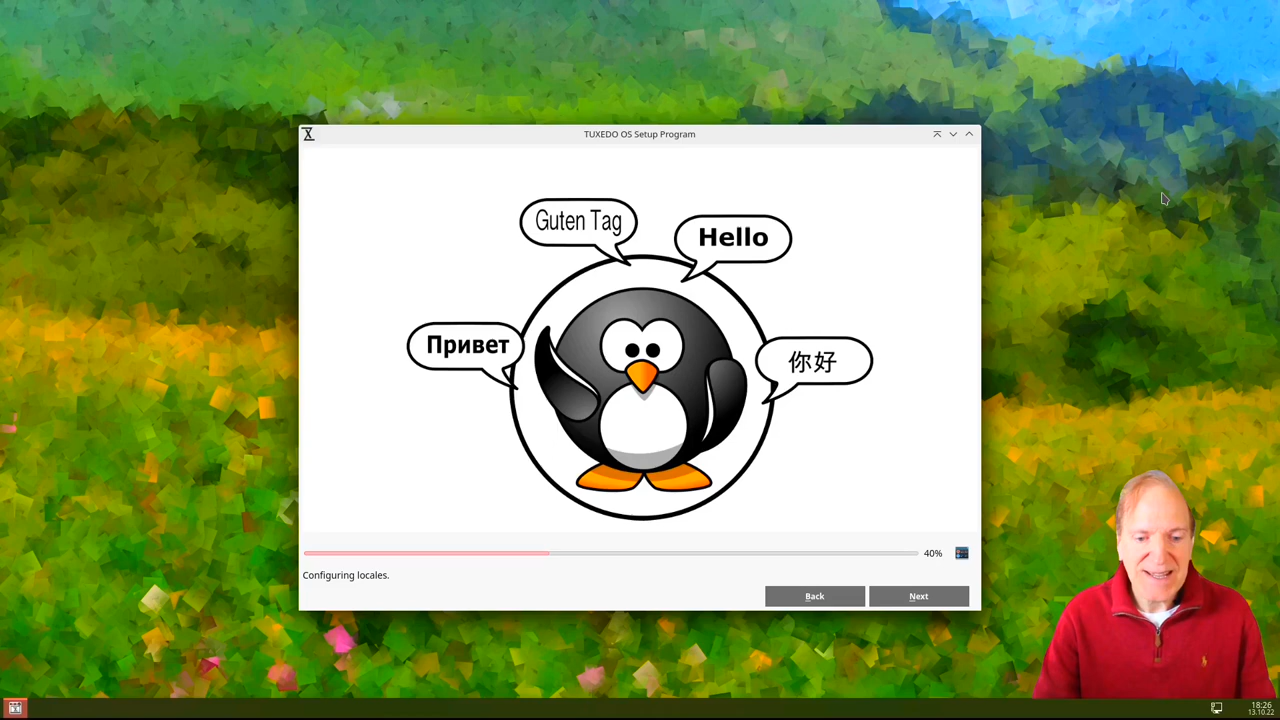 TUXEDO OS Setup Program
Guten Tag
Hello
Привет
你好
40%
Configuring locales.
Back
Next
18:26
13.10.22